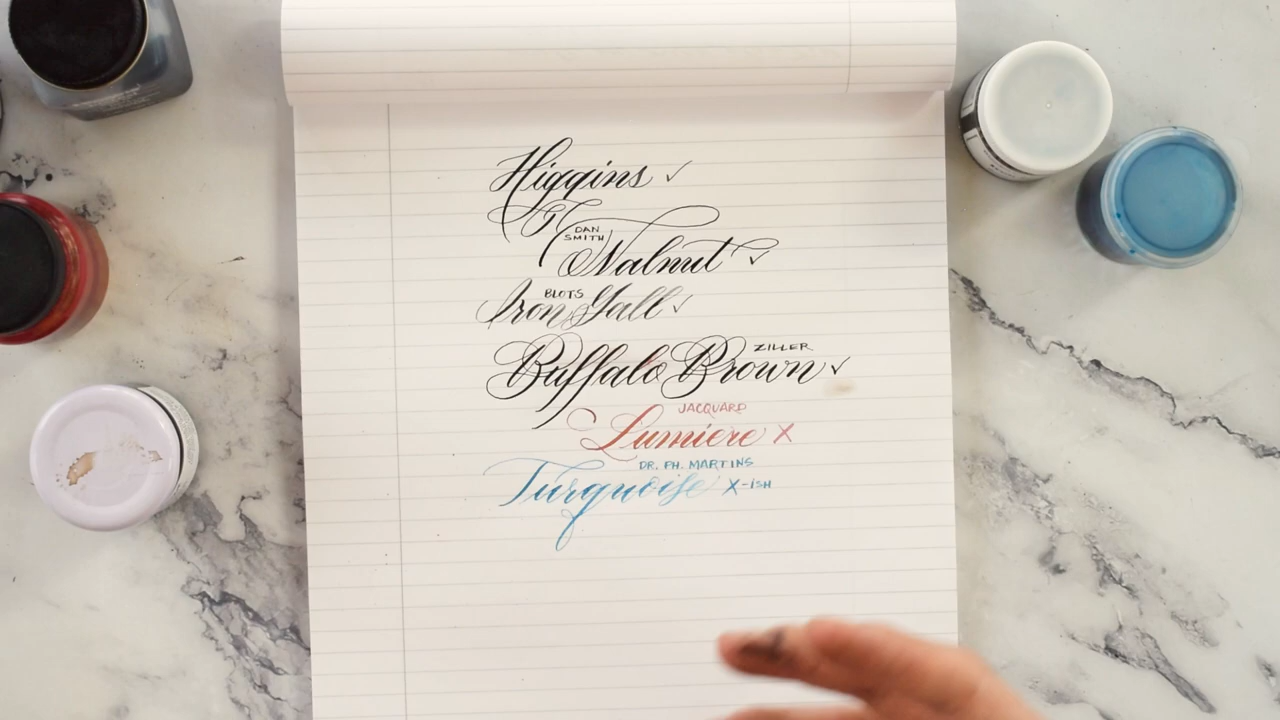 Higgins ✓
DAN
SMITH
Walnut ✓
BLOTS
Iron Gall ✓
ZILLER
Buffalo Brown ✓
JACQUARD
Lumiere X
DR. PH. MARTINS
Turquoise X-ISH